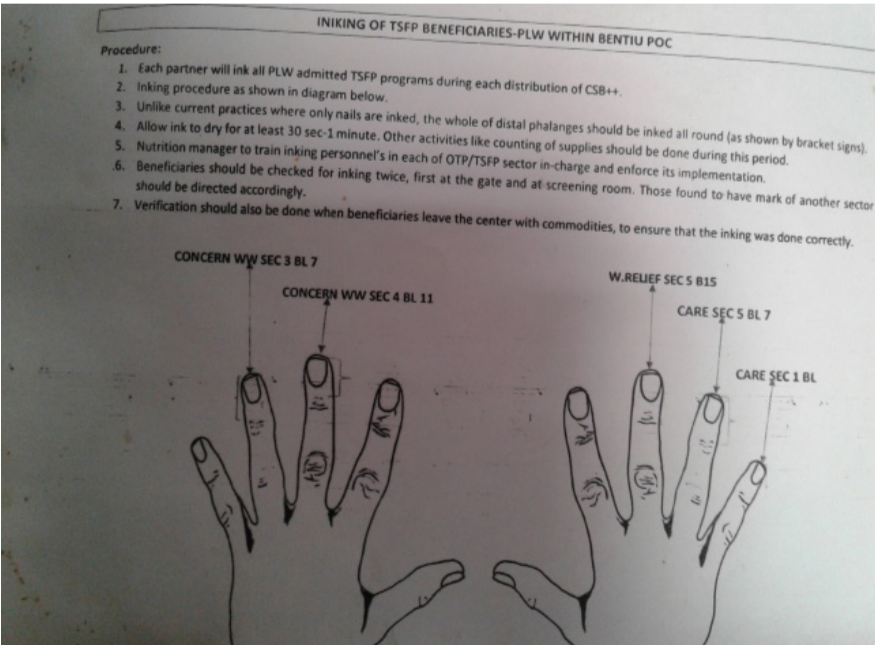 INIKING OF TSFP BENEFICIARIES-PLW WITHIN BENTIU POC
Procedure:
1. Each partner will ink all PLW admitted TSFP programs during each distribution of CSB++.
2. Inking procedure as shown in diagram below.
3. Unlike current practices where only nails are inked, the whole of distal phalanges should be inked all round (as shown by bracket signs).
4. Allow ink to dry for at least 30 sec-1 minute. Other activities like counting of supplies should be done during this period.
5. Nutrition manager to train inking personnel's in each of OTP/TSFP sector in-charge and enforce its implementation.
6. Beneficiaries should be checked for inking twice, first at the gate and at screening room. Those found to have mark of another sector
should be directed accordingly.
7. Verification should also be done when beneficiaries leave the center with commodities, to ensure that the inking was done correctly.
CONCERN WW SEC 3 BL 7
CONCERN WW SEC 4 BL 11
W.RELIEF SEC 5 B15
CARE SEC 5 BL 7
CARE SEC 1 BL